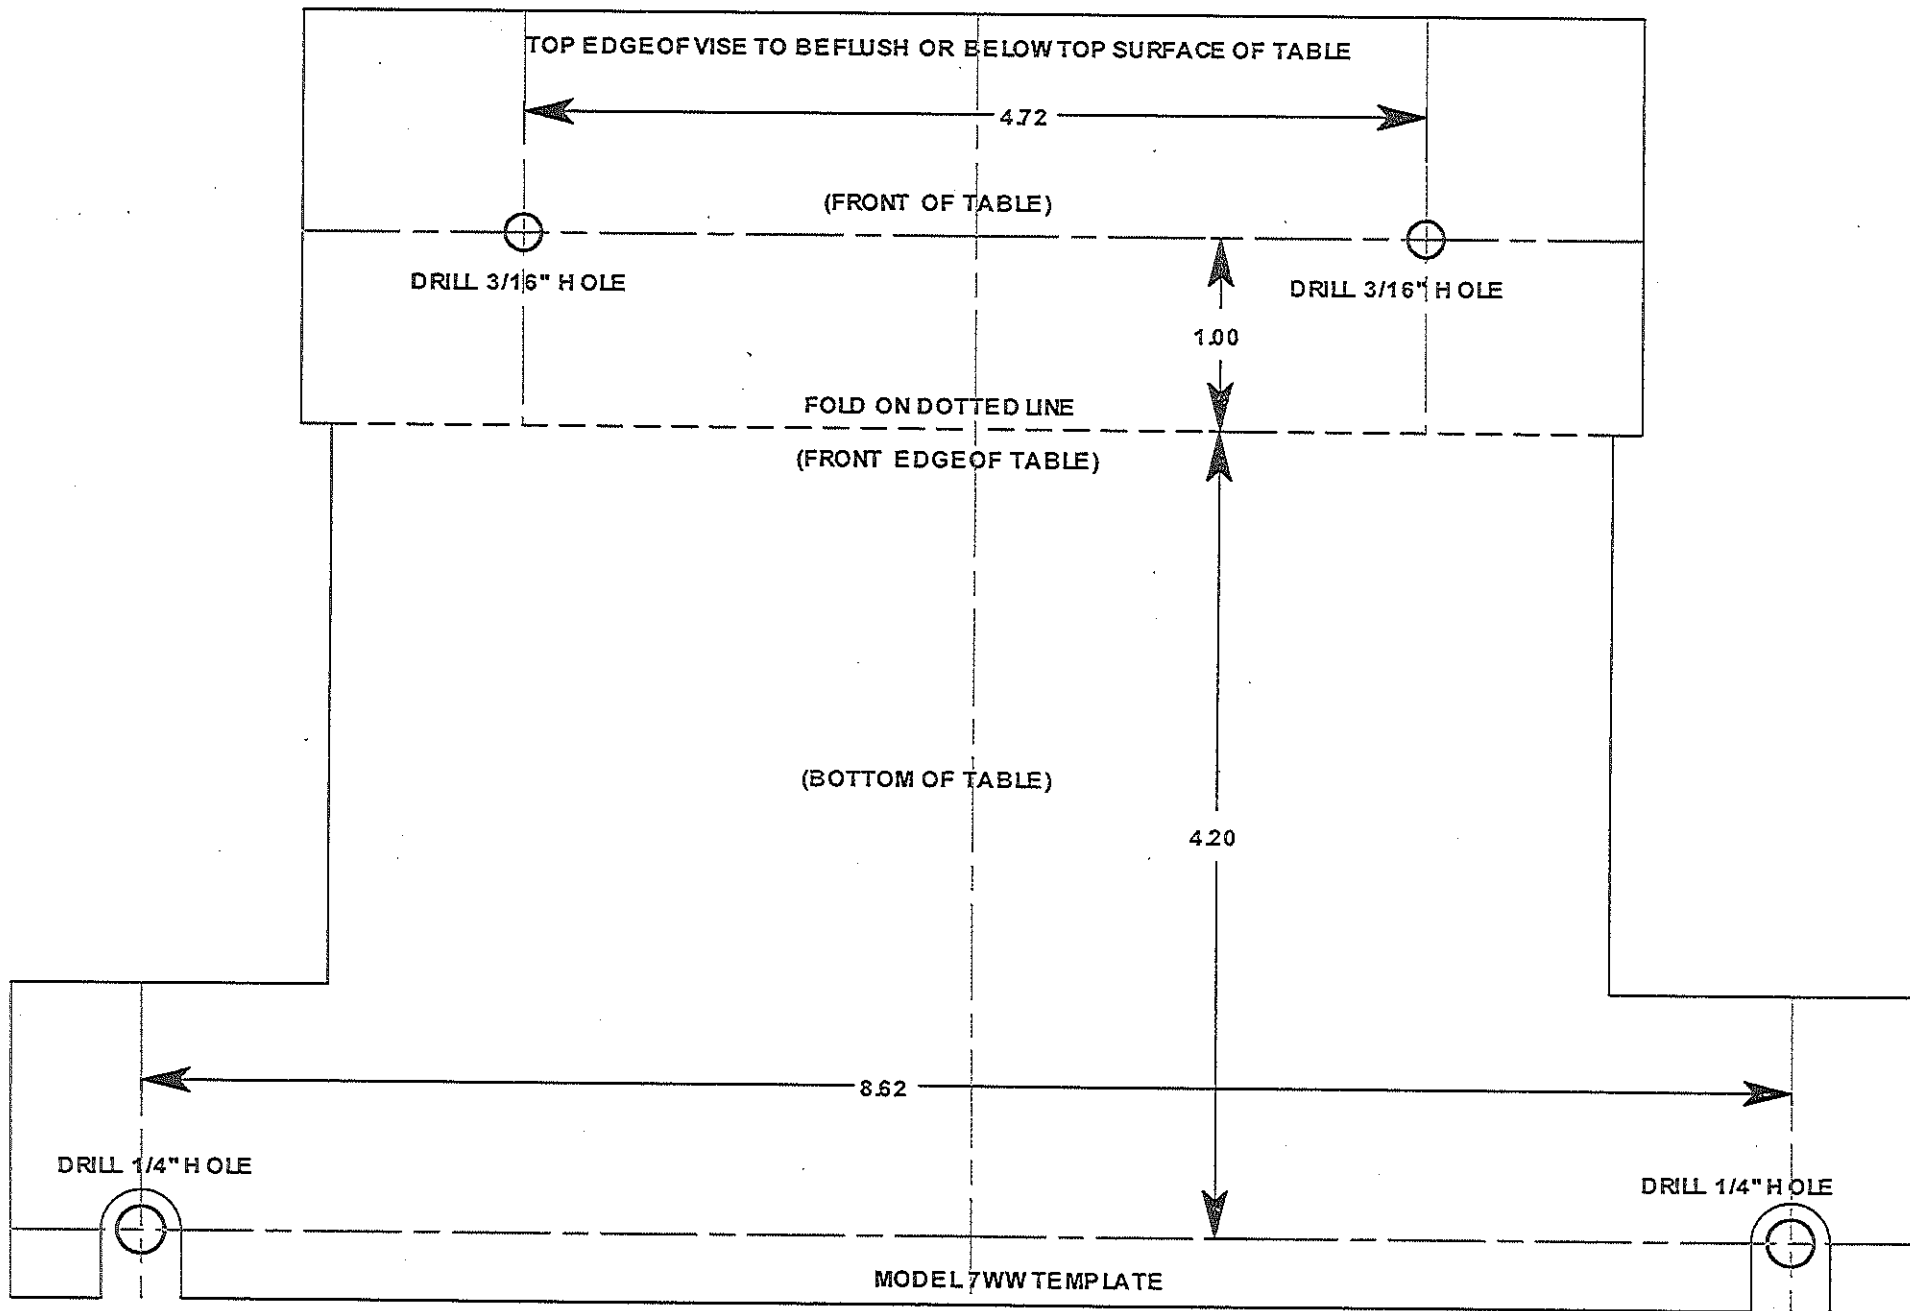 TOP EDGE OF VISE TO BE FLUSH OR BELOW TOP SURFACE OF TABLE
4.72
(FRONT OF TABLE)
DRILL 3/16" HOLE
DRILL 3/16" HOLE
1.00
FOLD ON DOTTED LINE
(FRONT EDGE OF TABLE)
(BOTTOM OF TABLE)
4.20
8.62
DRILL 1/4" HOLE
DRILL 1/4" HOLE
MODEL 7WW TEMPLATE